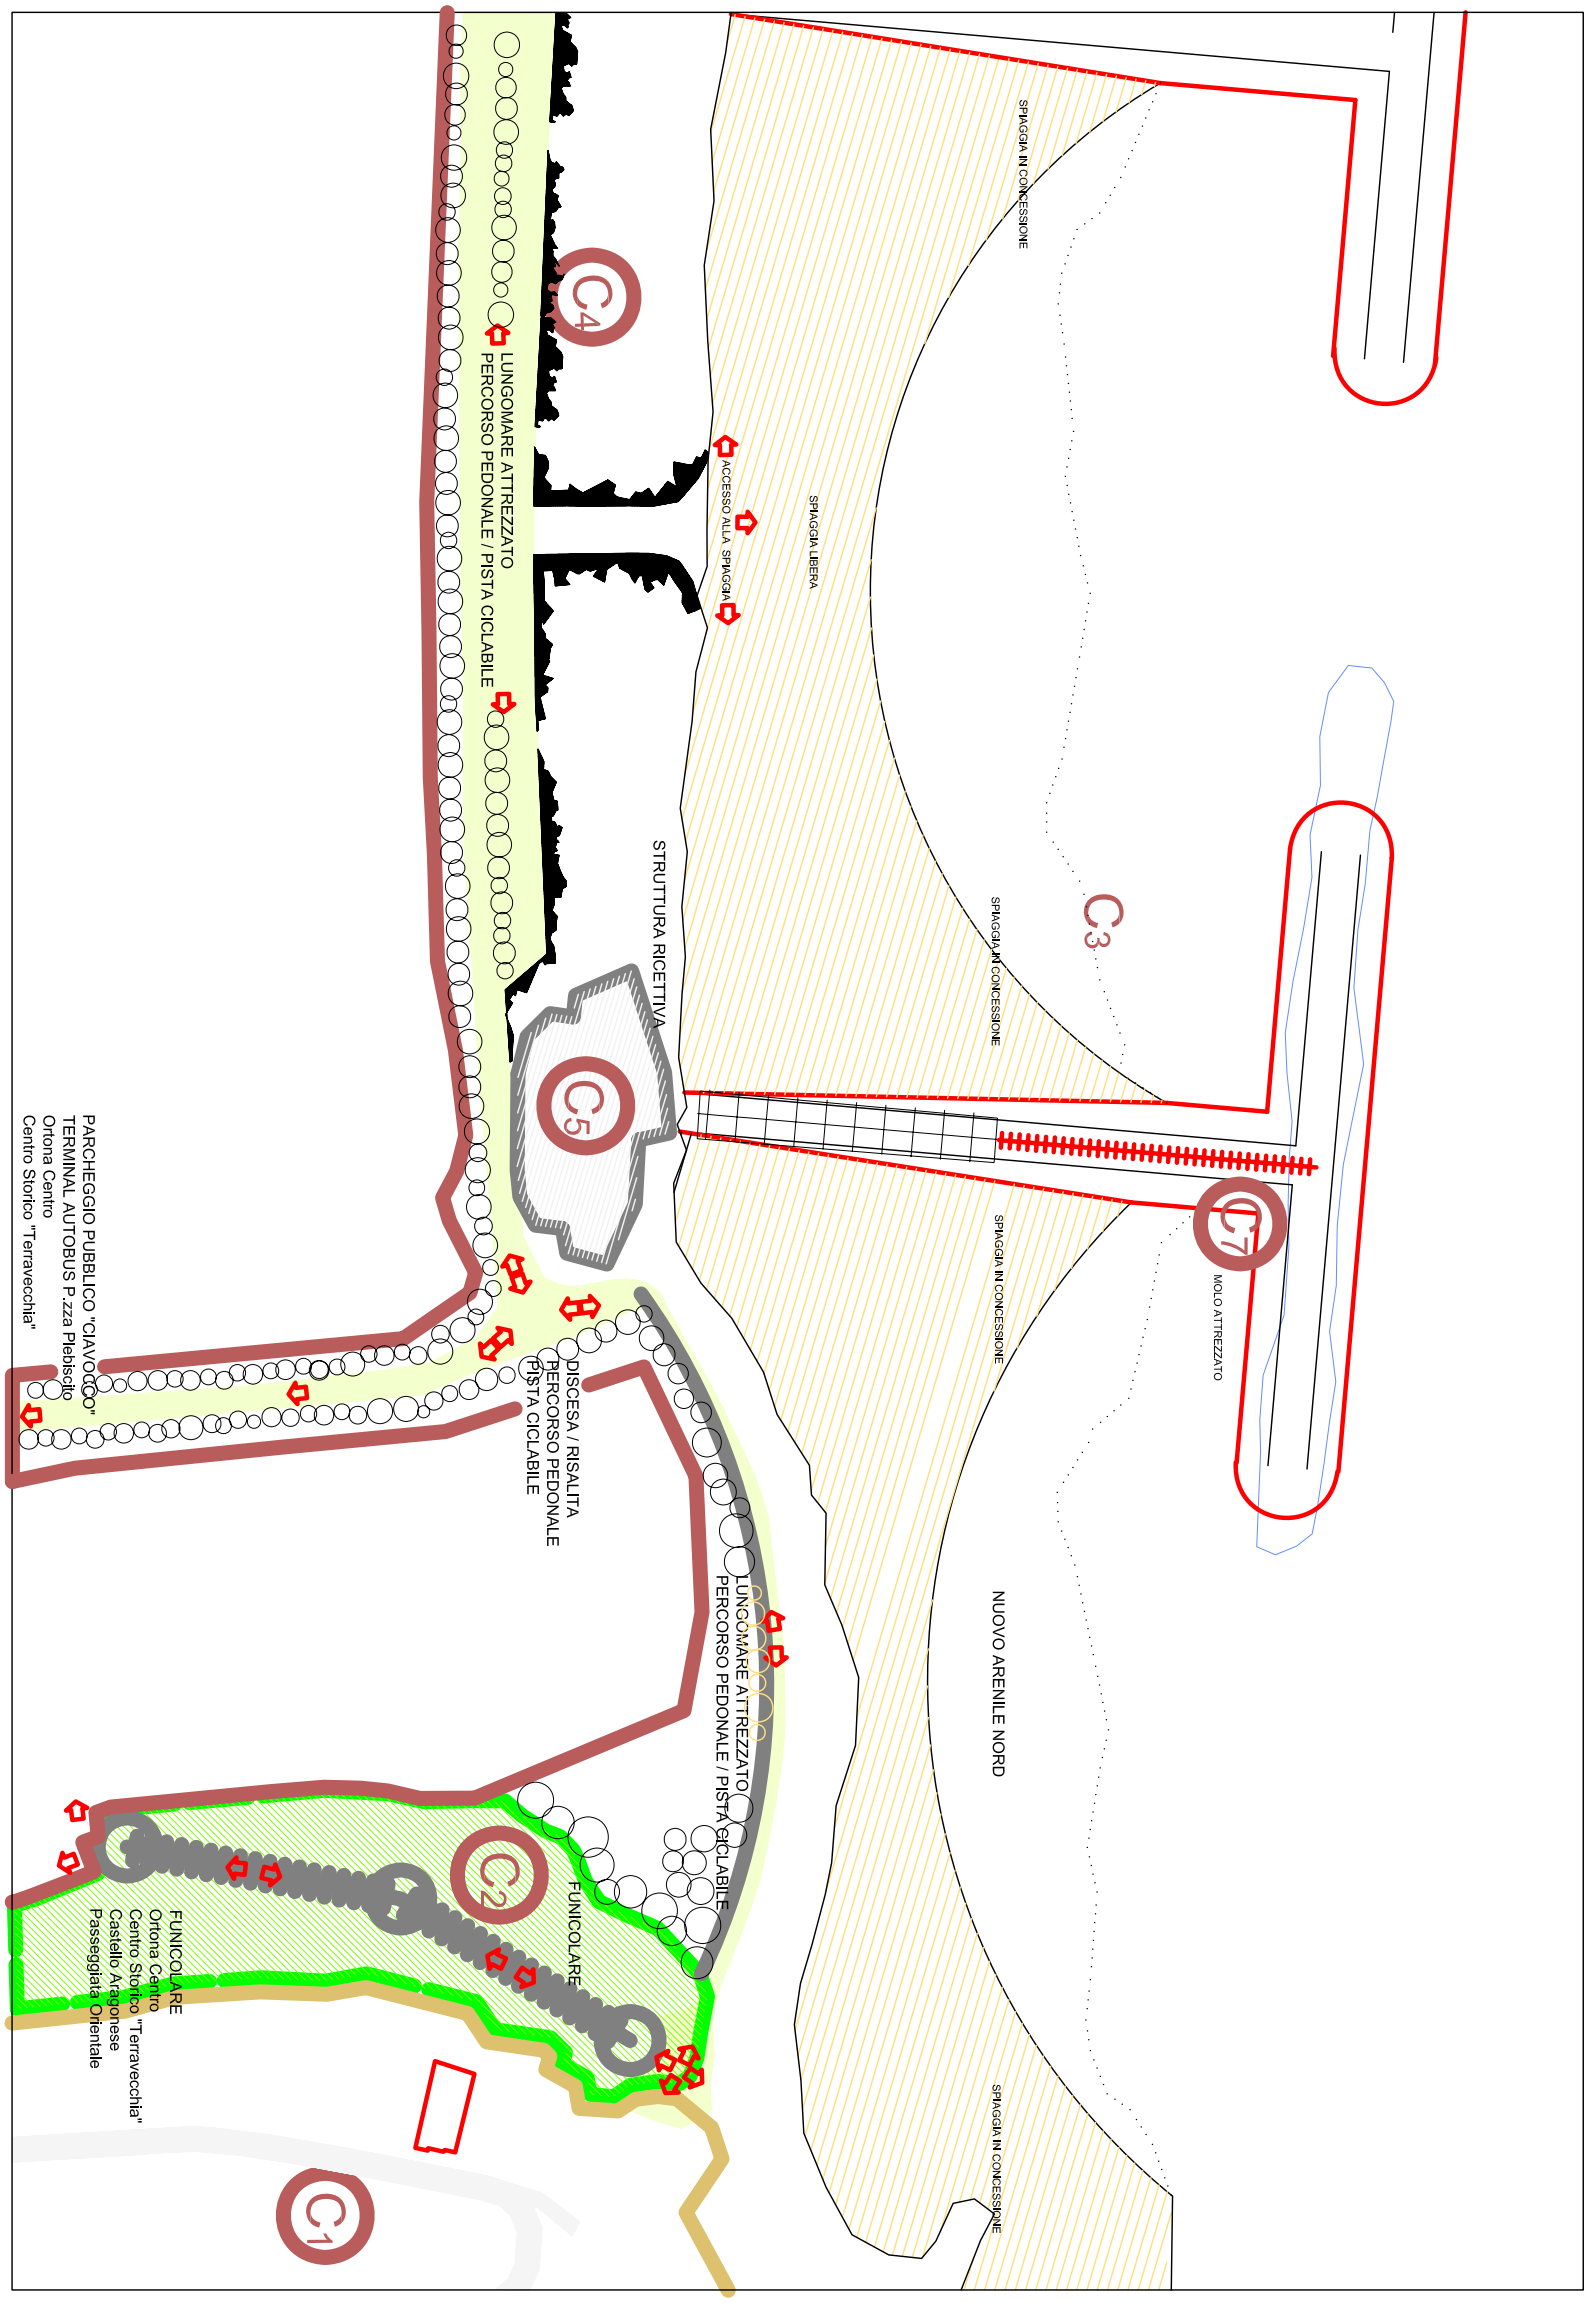 SPIAGGIA IN CONCESSIONE
C4
LUNGOMARE ATTREZZATO
PERCORSO PEDONALE / PISTA CICLABILE
ACCESSO ALLA SPIAGGIA
SPIAGGIA LIBERA
C3
SPIAGGIA IN CONCESSIONE
STRUTTURA RICETTIVA
C5
C7
MOLO ATTREZZATO
SPIAGGIA IN CONCESSIONE
PARCHEGGIO PUBBLICO "CIAVOCCO"
TERMINAL AUTOBUS P.zza Plebiscito
Ortona Centro
Centro Storico "Terravecchia"
DISCESA / RISALITA
PERCORSO PEDONALE
PISTA CICLABILE
NUOVO ARENILE NORD
LUNGOMARE ATTREZZATO
PERCORSO PEDONALE / PISTA CICLABILE
C2
FUNICOLARE
FUNICOLARE
Ortona Centro
Centro Storico "Terravecchia"
Castello Aragonese
Passeggiata Orientale
SPIAGGIA IN CONCESSIONE
C1